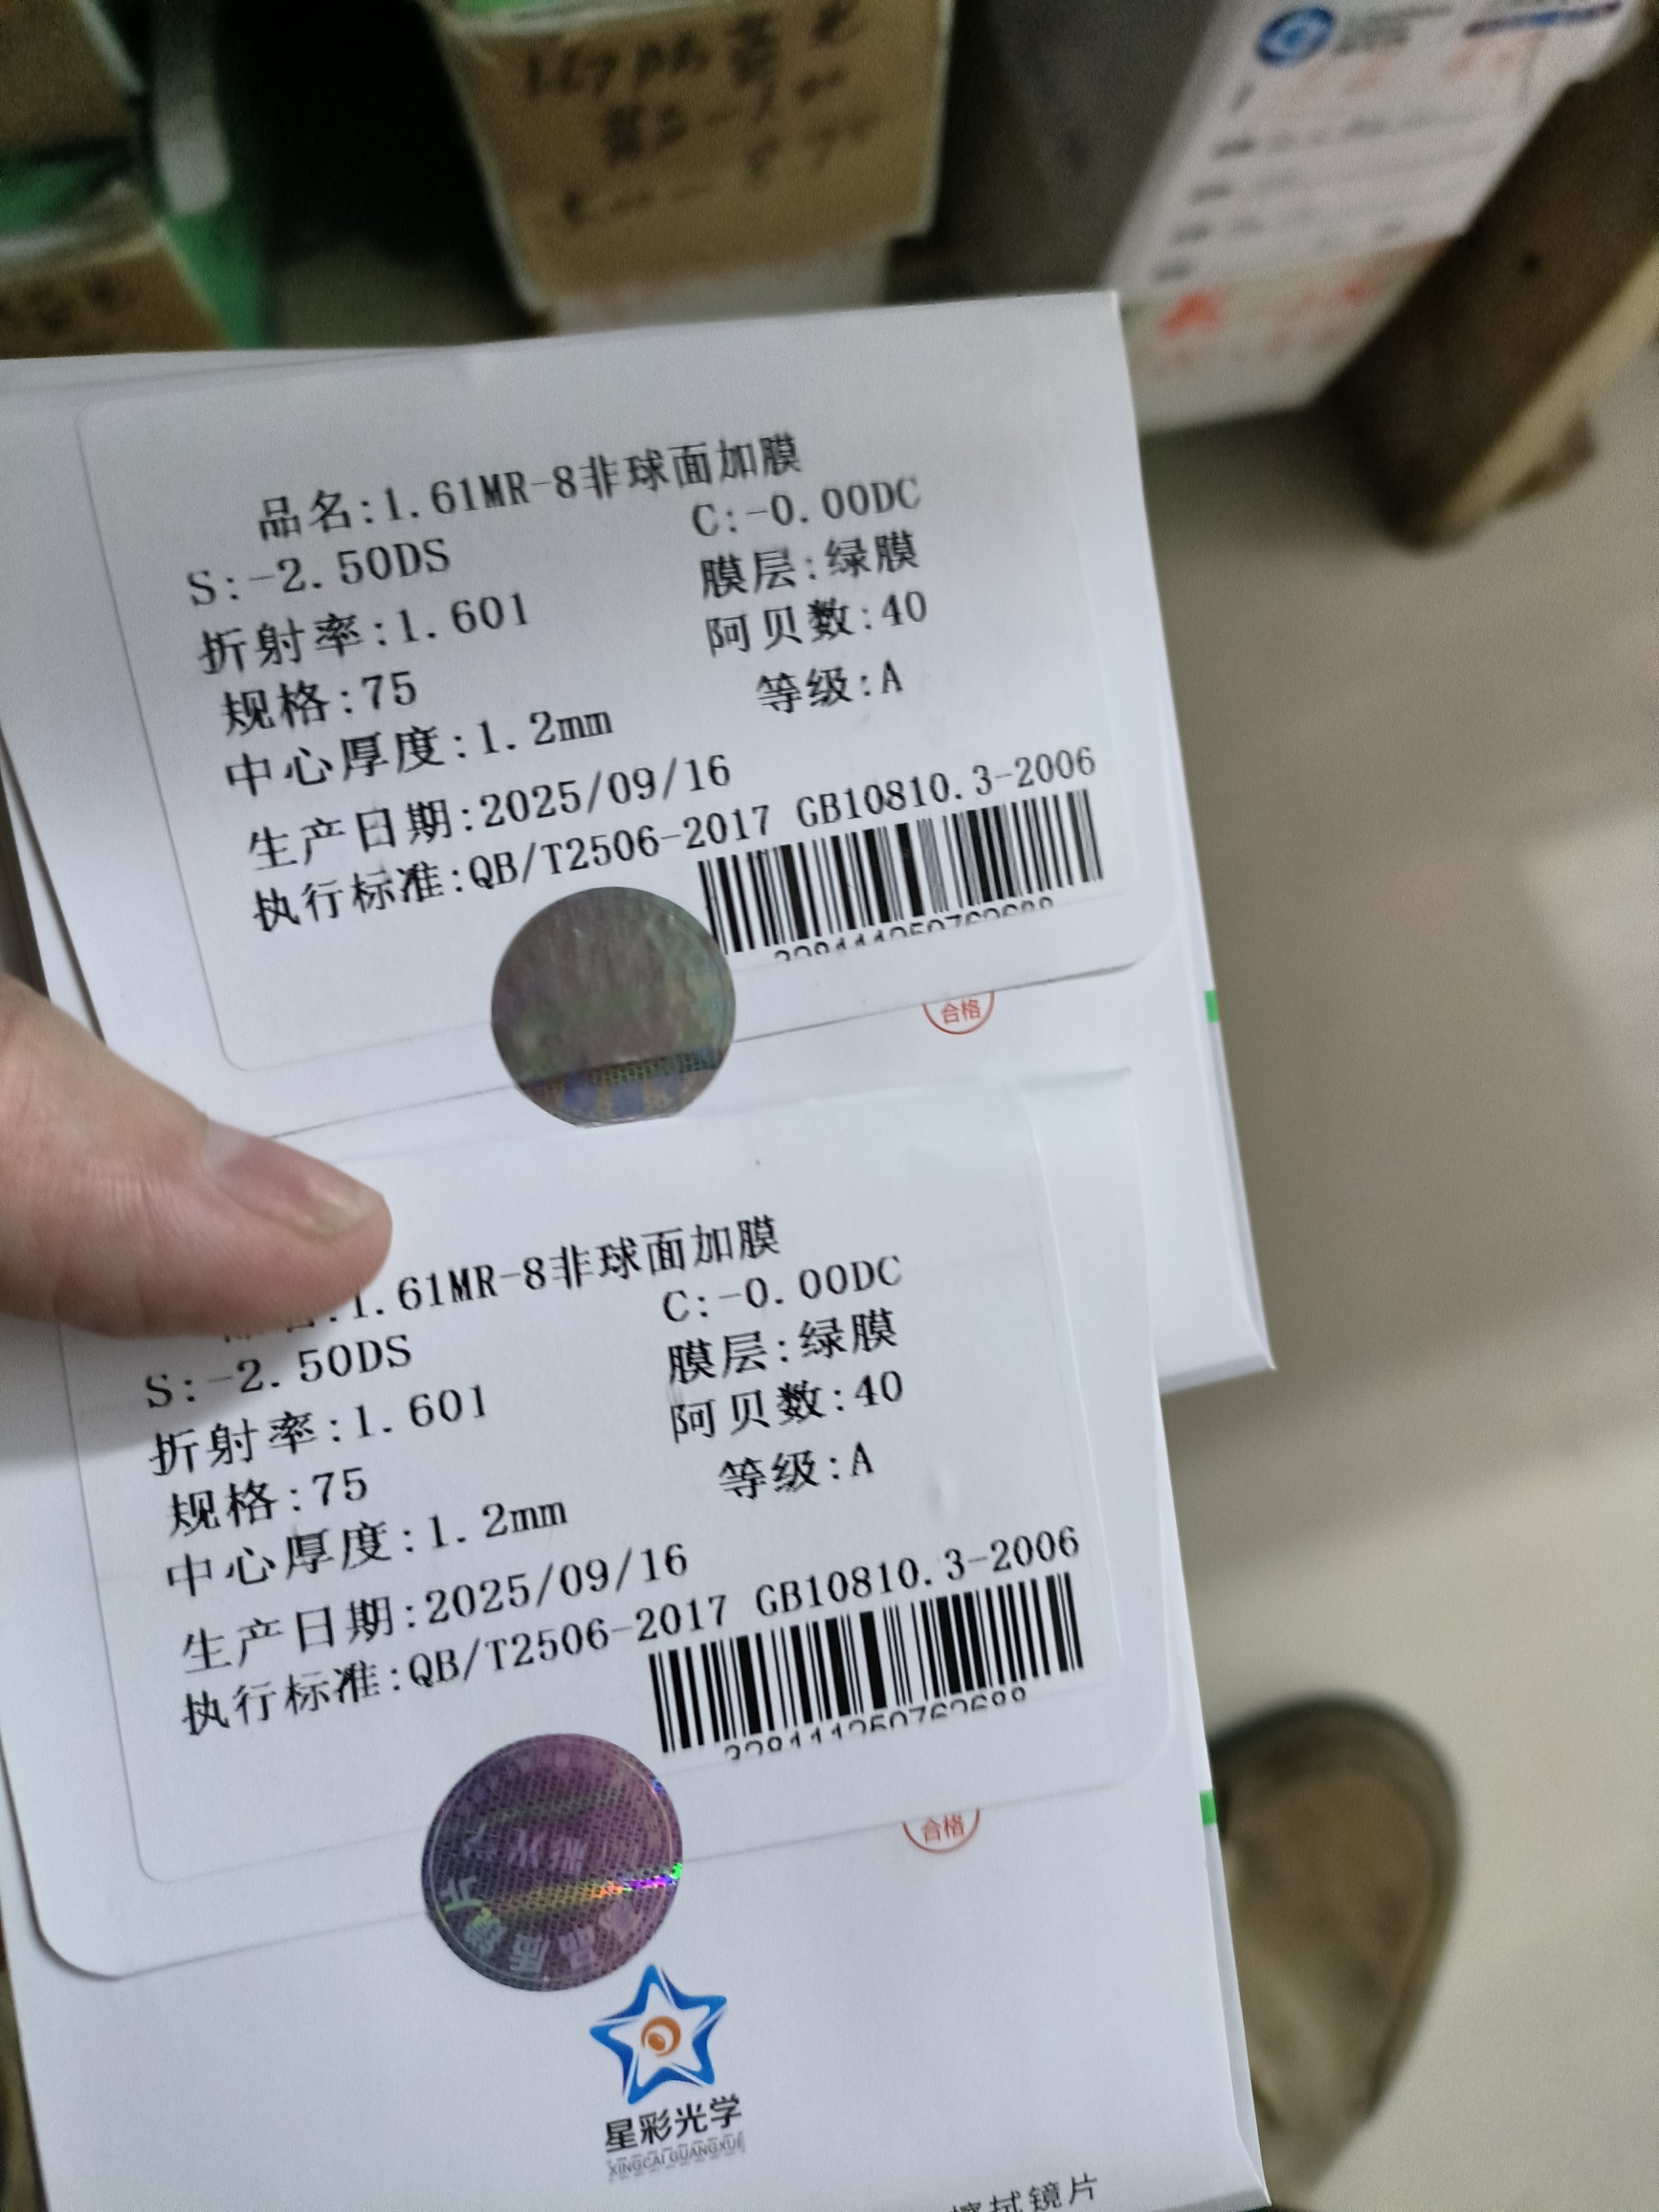 品名:1.61MR-8非球面加膜
S:-2.50DS C:-0.00DC
折射率:1.601 膜层:绿膜
规格:75 阿贝数:40
中心厚度:1.2mm 等级:A
生产日期:2025/09/16
执行标准:QB/T2506-2017 GB10810.3-2006
合格
:1.61MR-8非球面加膜
S:-2.50DS C:-0.00DC
折射率:1.601 膜层:绿膜
规格:75 阿贝数:40
中心厚度:1.2mm 等级:A
生产日期:2025/09/16
执行标准:QB/T2506-2017 GB10810.3-2006
合格
星彩光学
XINGCAI GUANGXUE
擦拭镜片